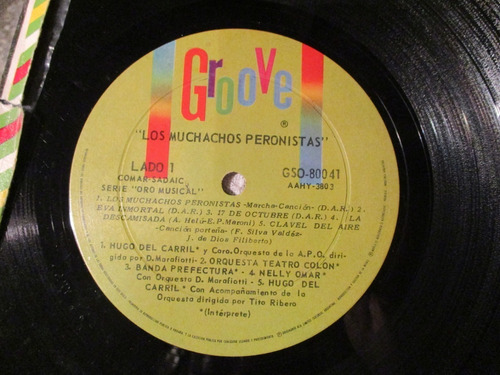 Groove
®
"LOS MUCHACHOS PERONISTAS"
LADO 1
COMAR-SADAIC
SERIE "ORO MUSICAL"
GSO-80041
AAHY-3803
1. LOS MUCHACHOS PERONISTAS -Marcha-Canción- (D.A.R.) 2.
EVA INMORTAL (D.A.R.) 3. 17 DE OCTUBRE (D.A.R.) 4. LA
DESCAMISADA (A. Helú-E.P.Maroni) 5. CLAVEL DEL AIRE
-Canción porteña- (F. Silva Valdéz-
J. de Dios Filiberto)
1. HUGO DEL CARRIL* y Coro.Orquesta de la A.P.O. diri-
gida por D.Marafiotti- 2. ORQUESTA TEATRO COLON*
3. BANDA PREFECTURA* - 4. NELLY OMAR*
Con Orquesta D. Marafiotti - 5. HUGO DEL
CARRIL* Con Acompañamiento de la
Orquesta dirigida por Tito Ribero
*(Intérprete)